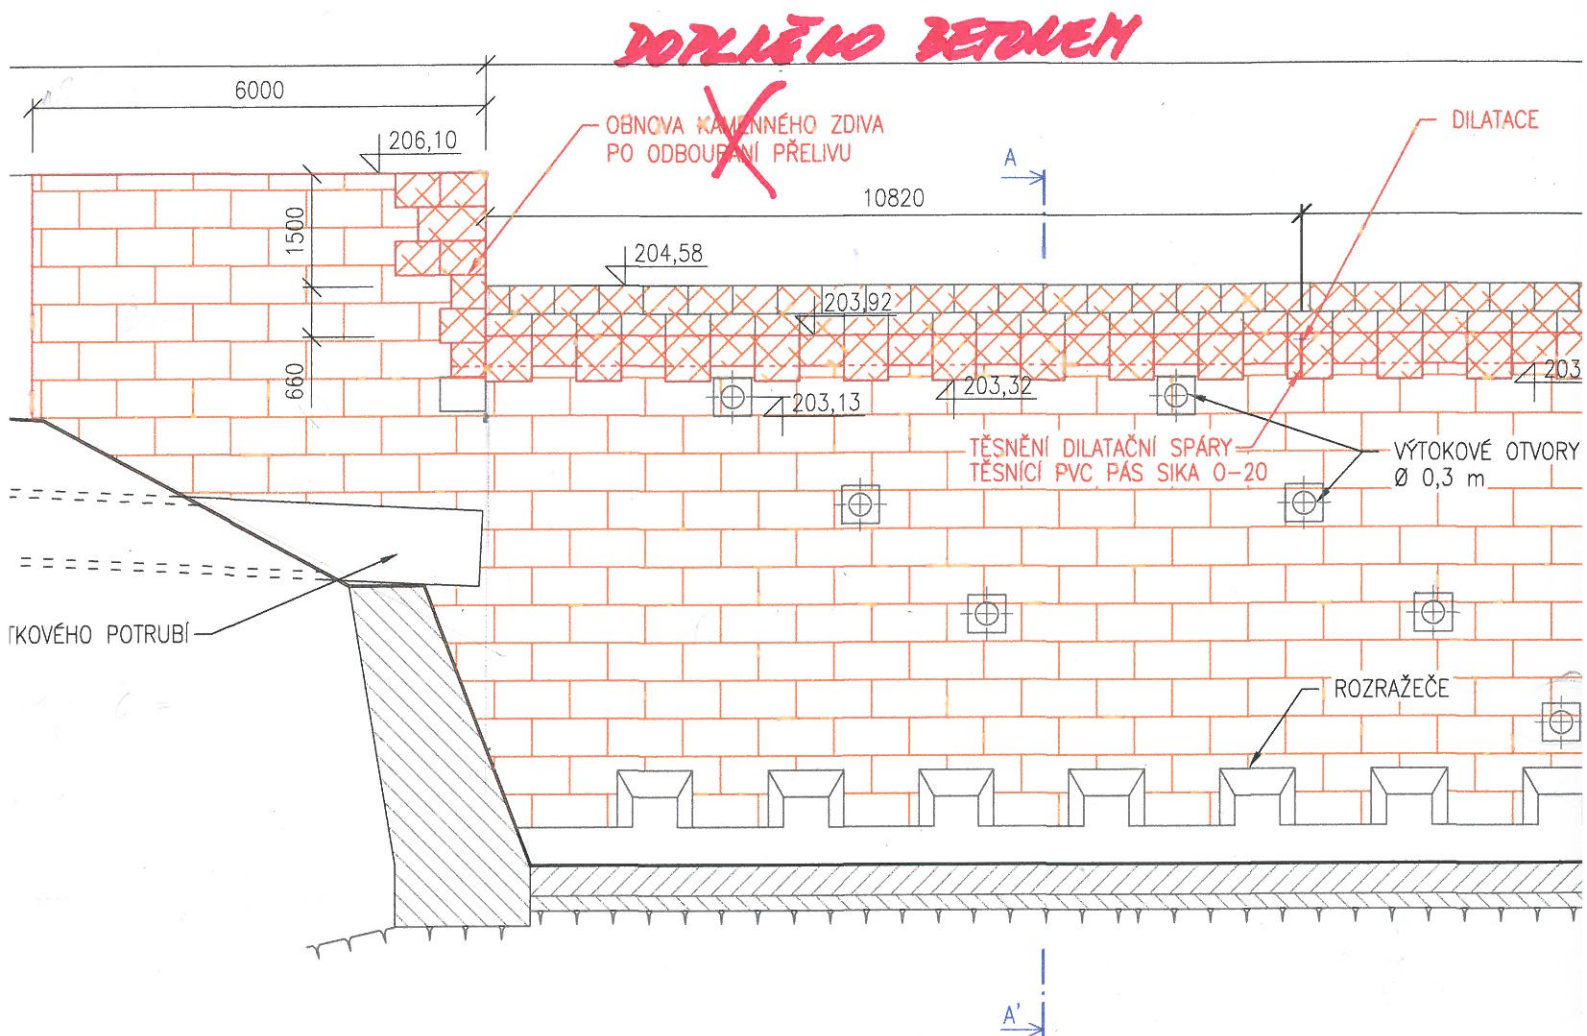 DOPLNĚNO BETONEM
6000
OBNOVA KAMENNÉHO ZDIVA
PO ODBOURÁNÍ PŘELIVU
DILATACE
206,10
A
10820
1500
204,58
203,92
660
203,13
203,32
203
TĚSNĚNÍ DILATAČNÍ SPÁRY
TĚSNÍCÍ PVC PÁS SIKA O-20
VÝTOKOVÉ OTVORY
Ø 0,3 m
TKOVÉHO POTRUBÍ
ROZRAŽEČE
A'